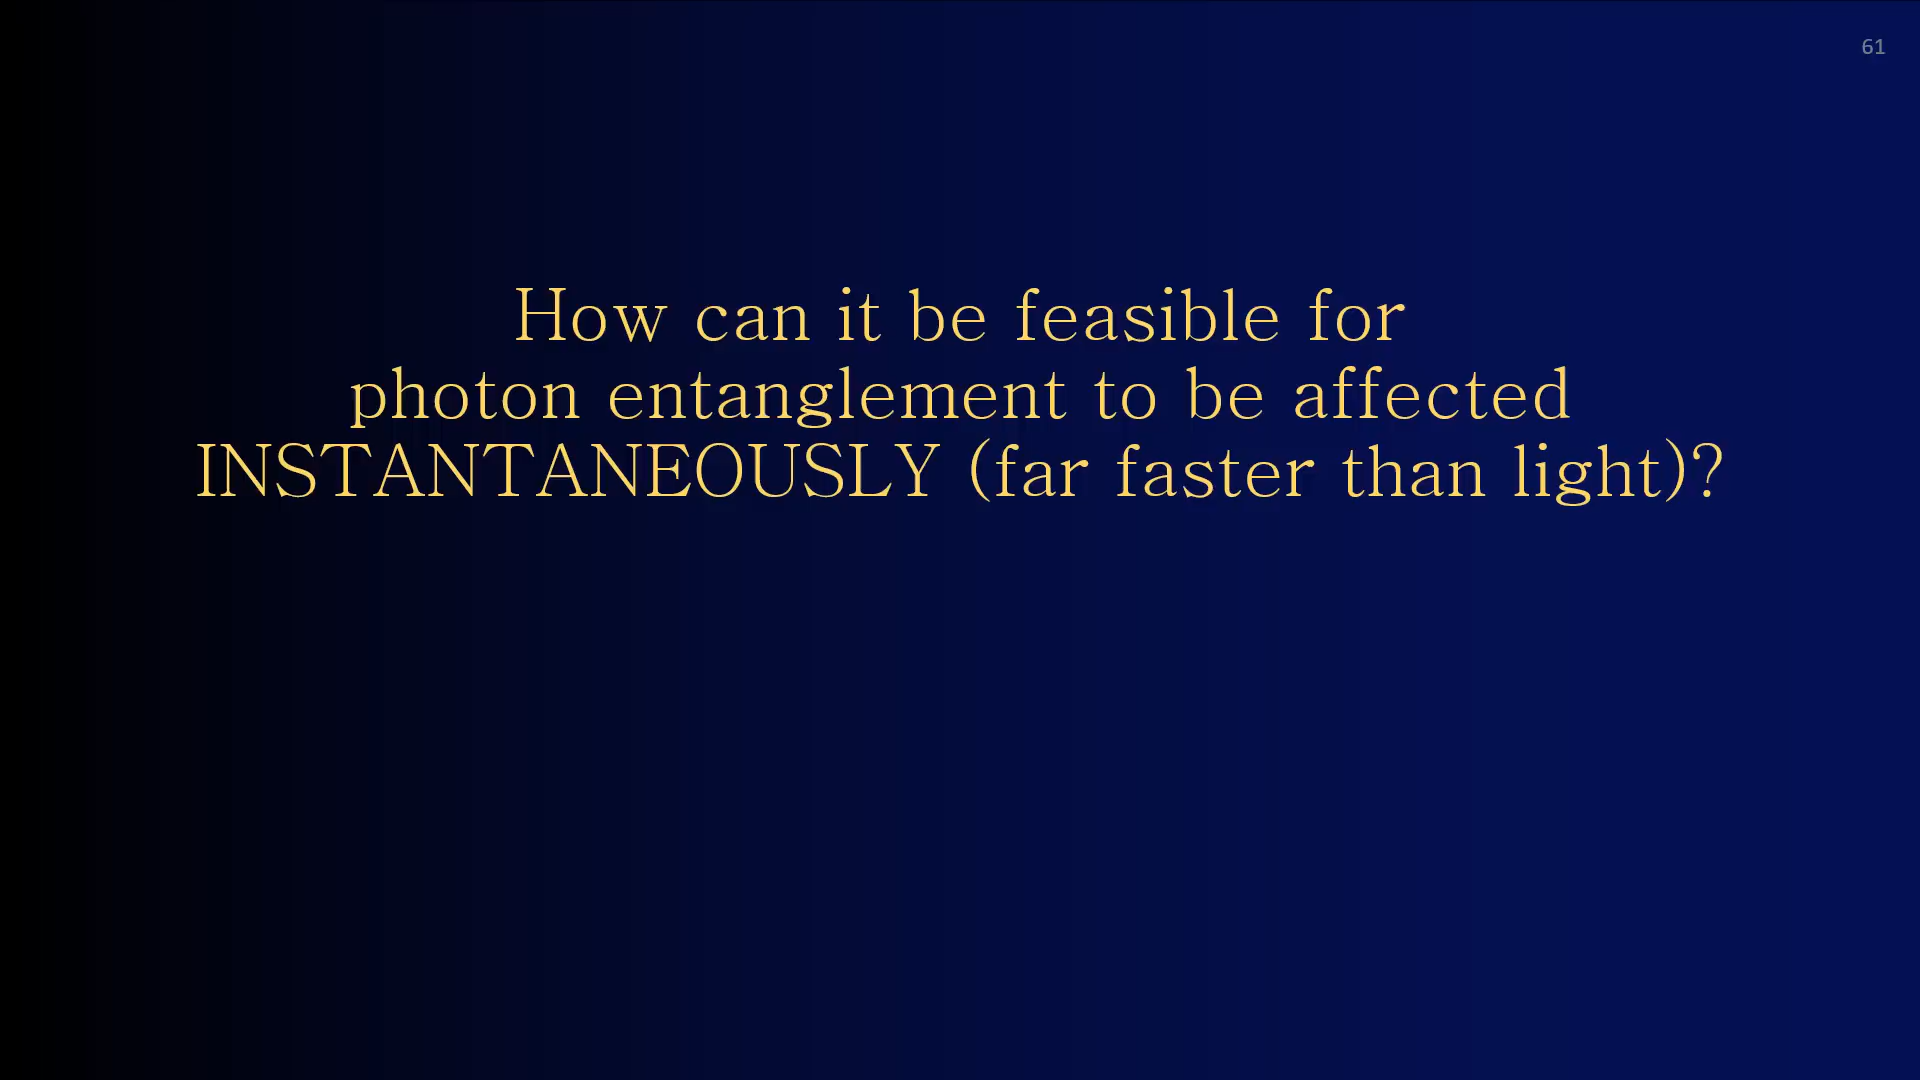 61
How can it be feasible for
photon entanglement to be affected
INSTANTANEOUSLY (far faster than light)?